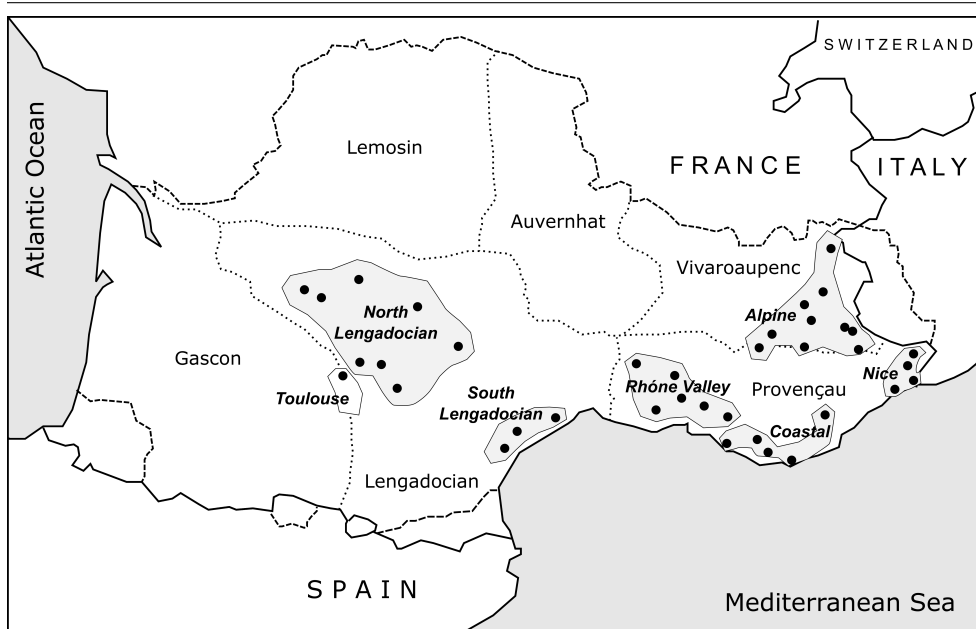 SWITZERLAND
Atlantic Ocean
Lemosin
FRANCE
ITALY
Auvernhat
Vivaroaupenc
North
Lengadocian
Alpine
Gascon
Toulouse
South
Lengadocian
Rhóne Valley
Provençau
Nice
Coastal
Lengadocian
SPAIN
Mediterranean Sea